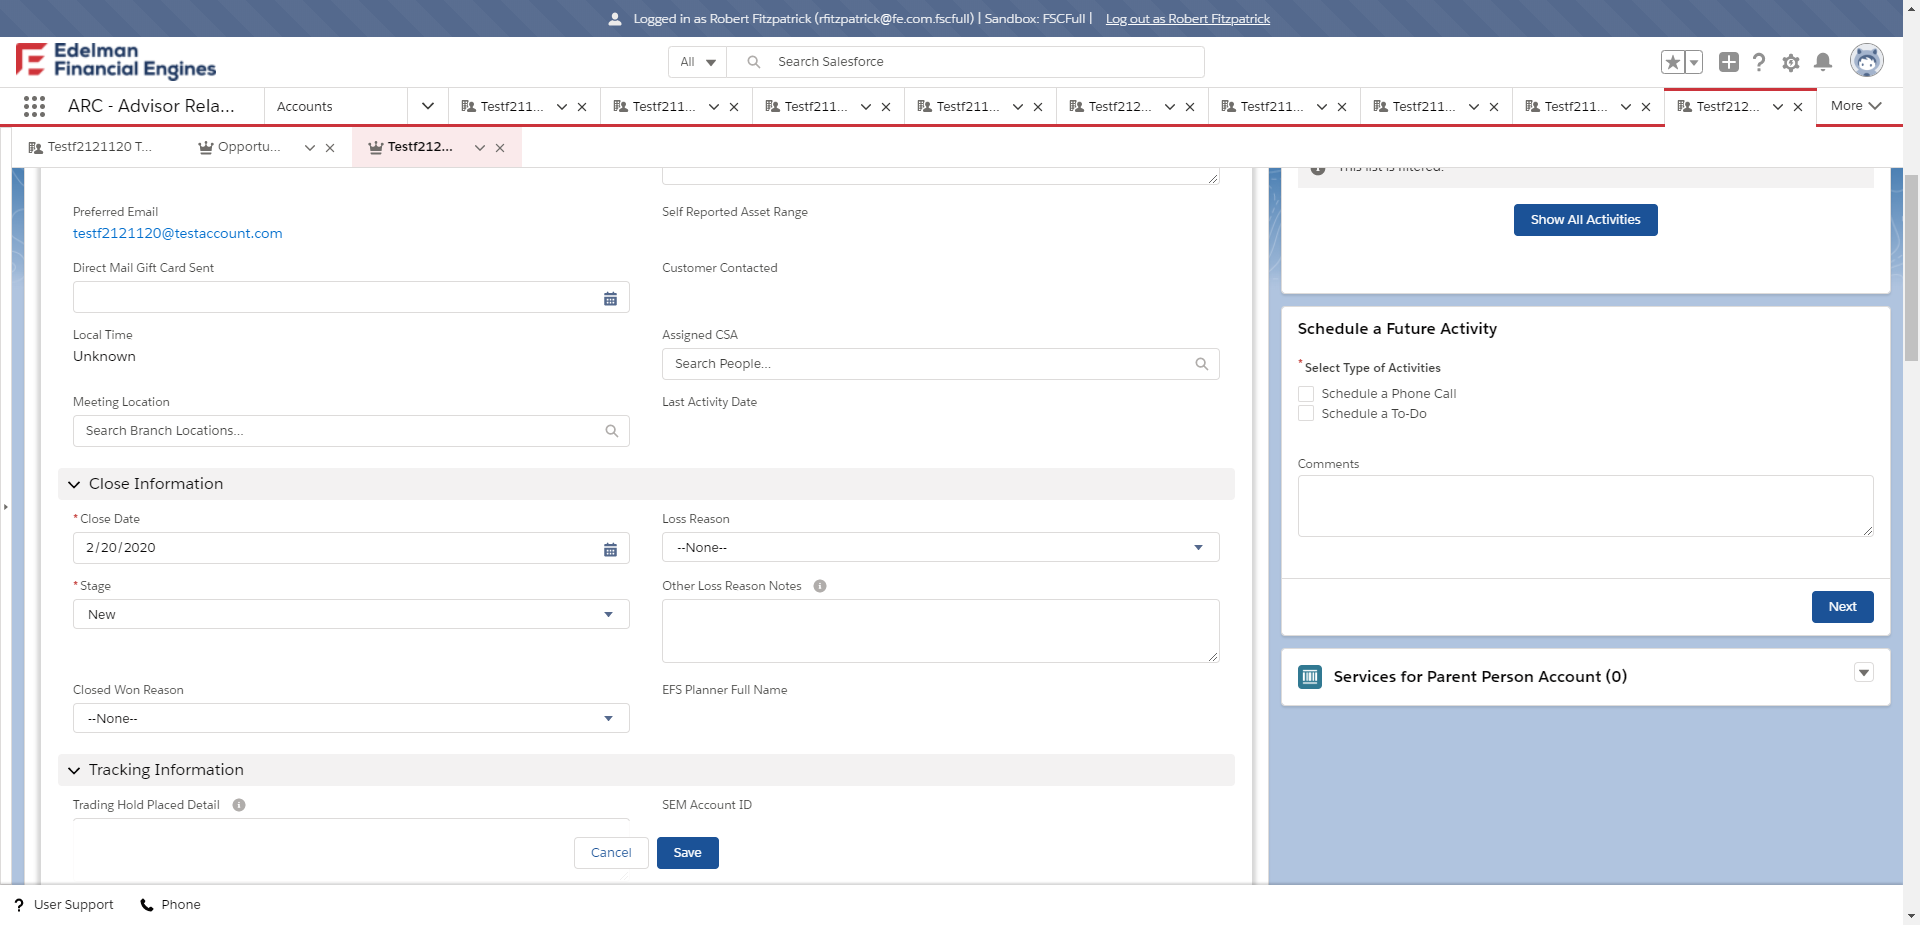 Logged in as Robert Fitzpatrick (rfitzpatrick@fe.com.fscfull) | Sandbox: FSCFull | Log out as Robert Fitzpatrick
Edelman
Financial Engines
All
Search Salesforce
ARC - Advisor Rela...
Accounts
Testf211...
Testf211...
Testf211...
Testf211...
Testf212...
Testf211...
Testf211...
Testf211...
Testf212...
More
Testf2121120 T...
Opportu...
Testf212...
This list is filtered.
Show All Activities
Preferred Email
testf2121120@testaccount.com
Self Reported Asset Range
Direct Mail Gift Card Sent
Customer Contacted
Local Time
Unknown
Assigned CSA
Search People...
Meeting Location
Search Branch Locations...
Last Activity Date
Close Information
* Close Date
2/20/2020
Loss Reason
--None--
* Stage
New
Other Loss Reason Notes
Closed Won Reason
--None--
EFS Planner Full Name
Tracking Information
Trading Hold Placed Detail
SEM Account ID
Cancel
Save
Schedule a Future Activity
* Select Type of Activities
Schedule a Phone Call
Schedule a To-Do
Comments
Next
Services for Parent Person Account (0)
? User Support
Phone